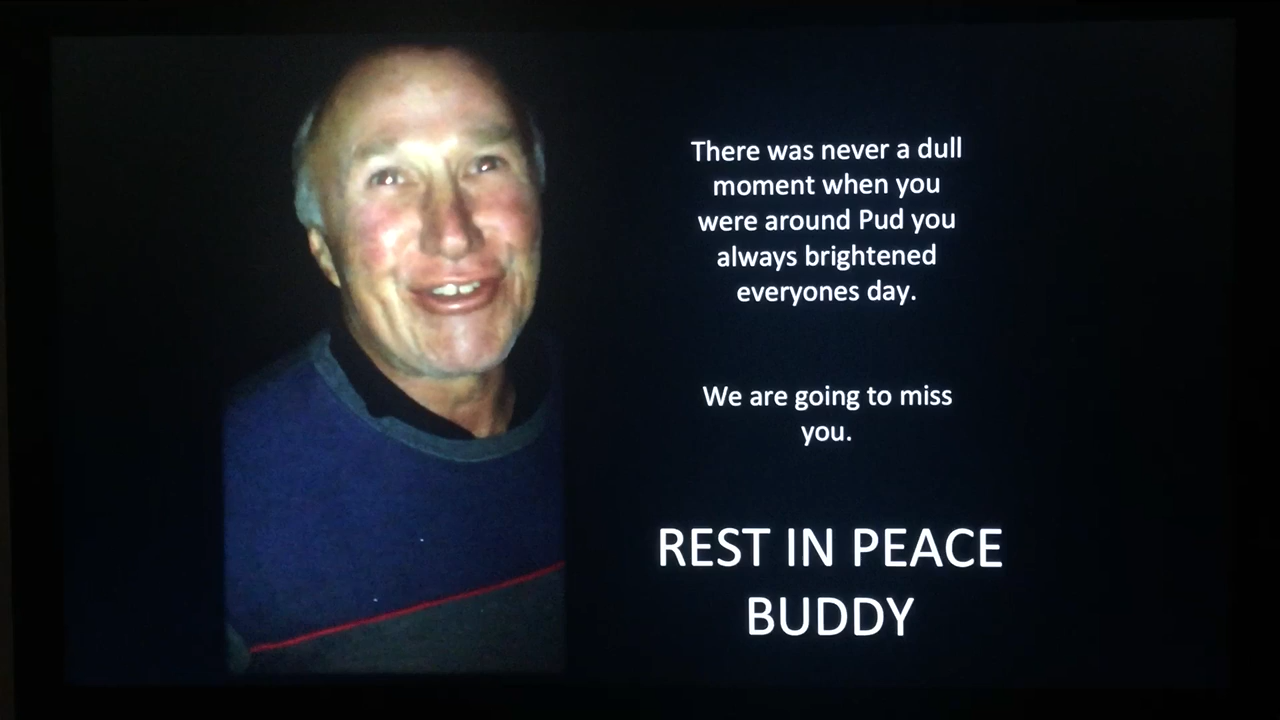 There was never a dull
moment when you
were around Pud you
always brightened
everyones day.
We are going to miss
you.
REST IN PEACE
BUDDY